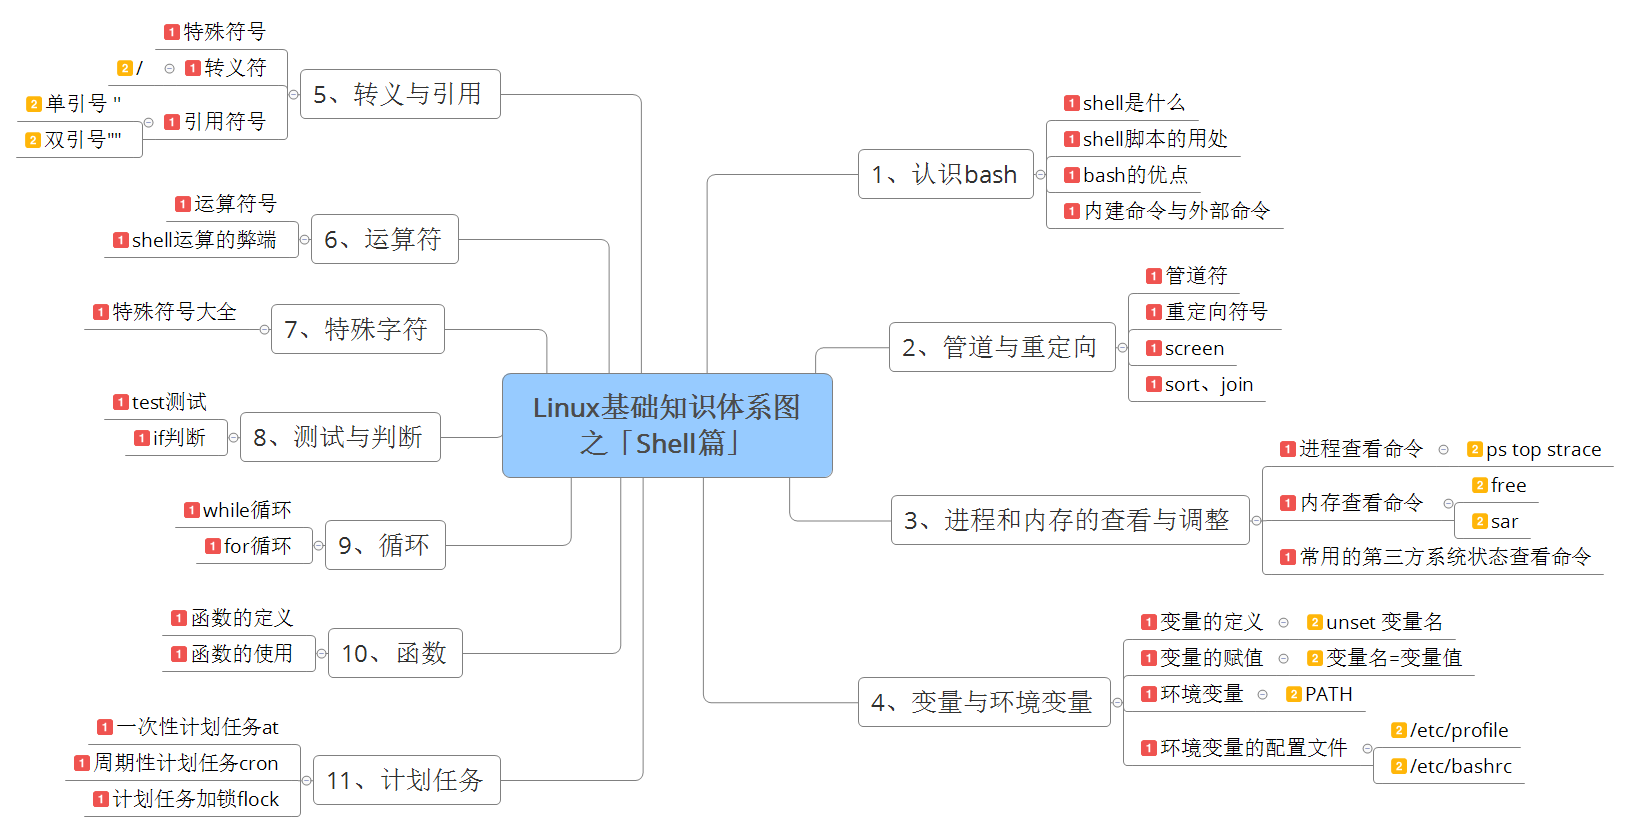 Linux基础知识体系图
之「Shell篇」
1、认识bash
1 shell是什么
1 shell脚本的用处
1 bash的优点
1 内建命令与外部命令
2、管道与重定向
1 管道符
1 重定向符号
1 screen
1 sort、join
3、进程和内存的查看与调整
1 进程查看命令
2 ps top strace
1 内存查看命令
2 free
2 sar
1 常用的第三方系统状态查看命令
4、变量与环境变量
1 变量的定义
2 unset 变量名
1 变量的赋值
2 变量名=变量值
1 环境变量
2 PATH
1 环境变量的配置文件
2 /etc/profile
2 /etc/bashrc
5、转义与引用
1 特殊符号
1 转义符
2 /
1 引用符号
2 单引号 "
2 双引号""
6、运算符
1 运算符号
1 shell运算的弊端
7、特殊字符
1 特殊符号大全
8、测试与判断
1 test测试
1 if判断
9、循环
1 while循环
1 for循环
10、函数
1 函数的定义
1 函数的使用
11、计划任务
1 一次性计划任务at
1 周期性计划任务cron
1 计划任务加锁flock